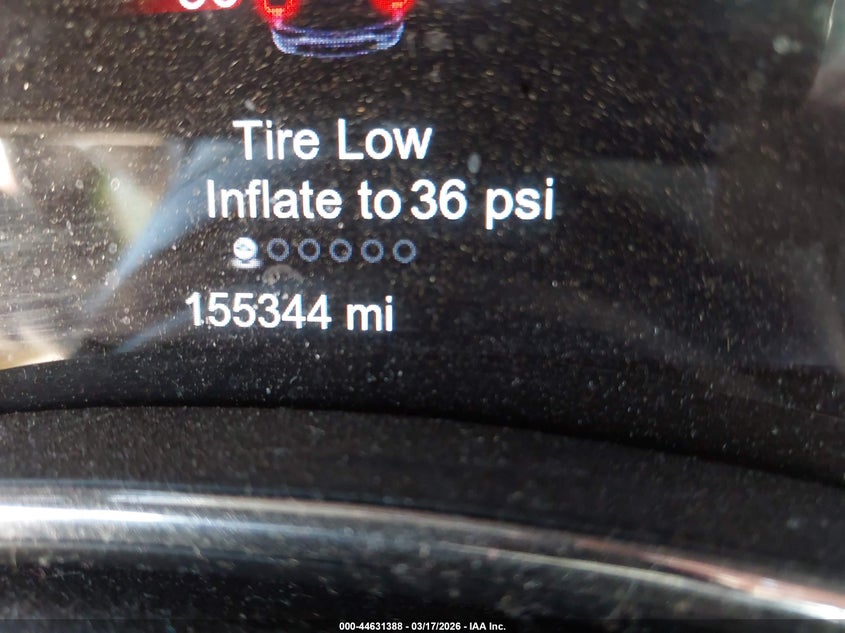 Tire Low
Inflate to 36 psi
155344 mi
000-44631388 - 03/17/2026 - IAA Inc.